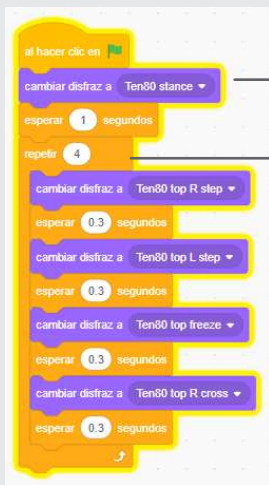 al hacer clic en
cambiar disfraz a Ten80 stance
esperar 1 segundos
repetir 4
cambiar disfraz a Ten80 top R step
esperar 0.3 segundos
cambiar disfraz a Ten80 top L step
esperar 0.3 segundos
cambiar disfraz a Ten80 top freeze
esperar 0.3 segundos
cambiar disfraz a Ten80 top R cross
esperar 0.3 segundos